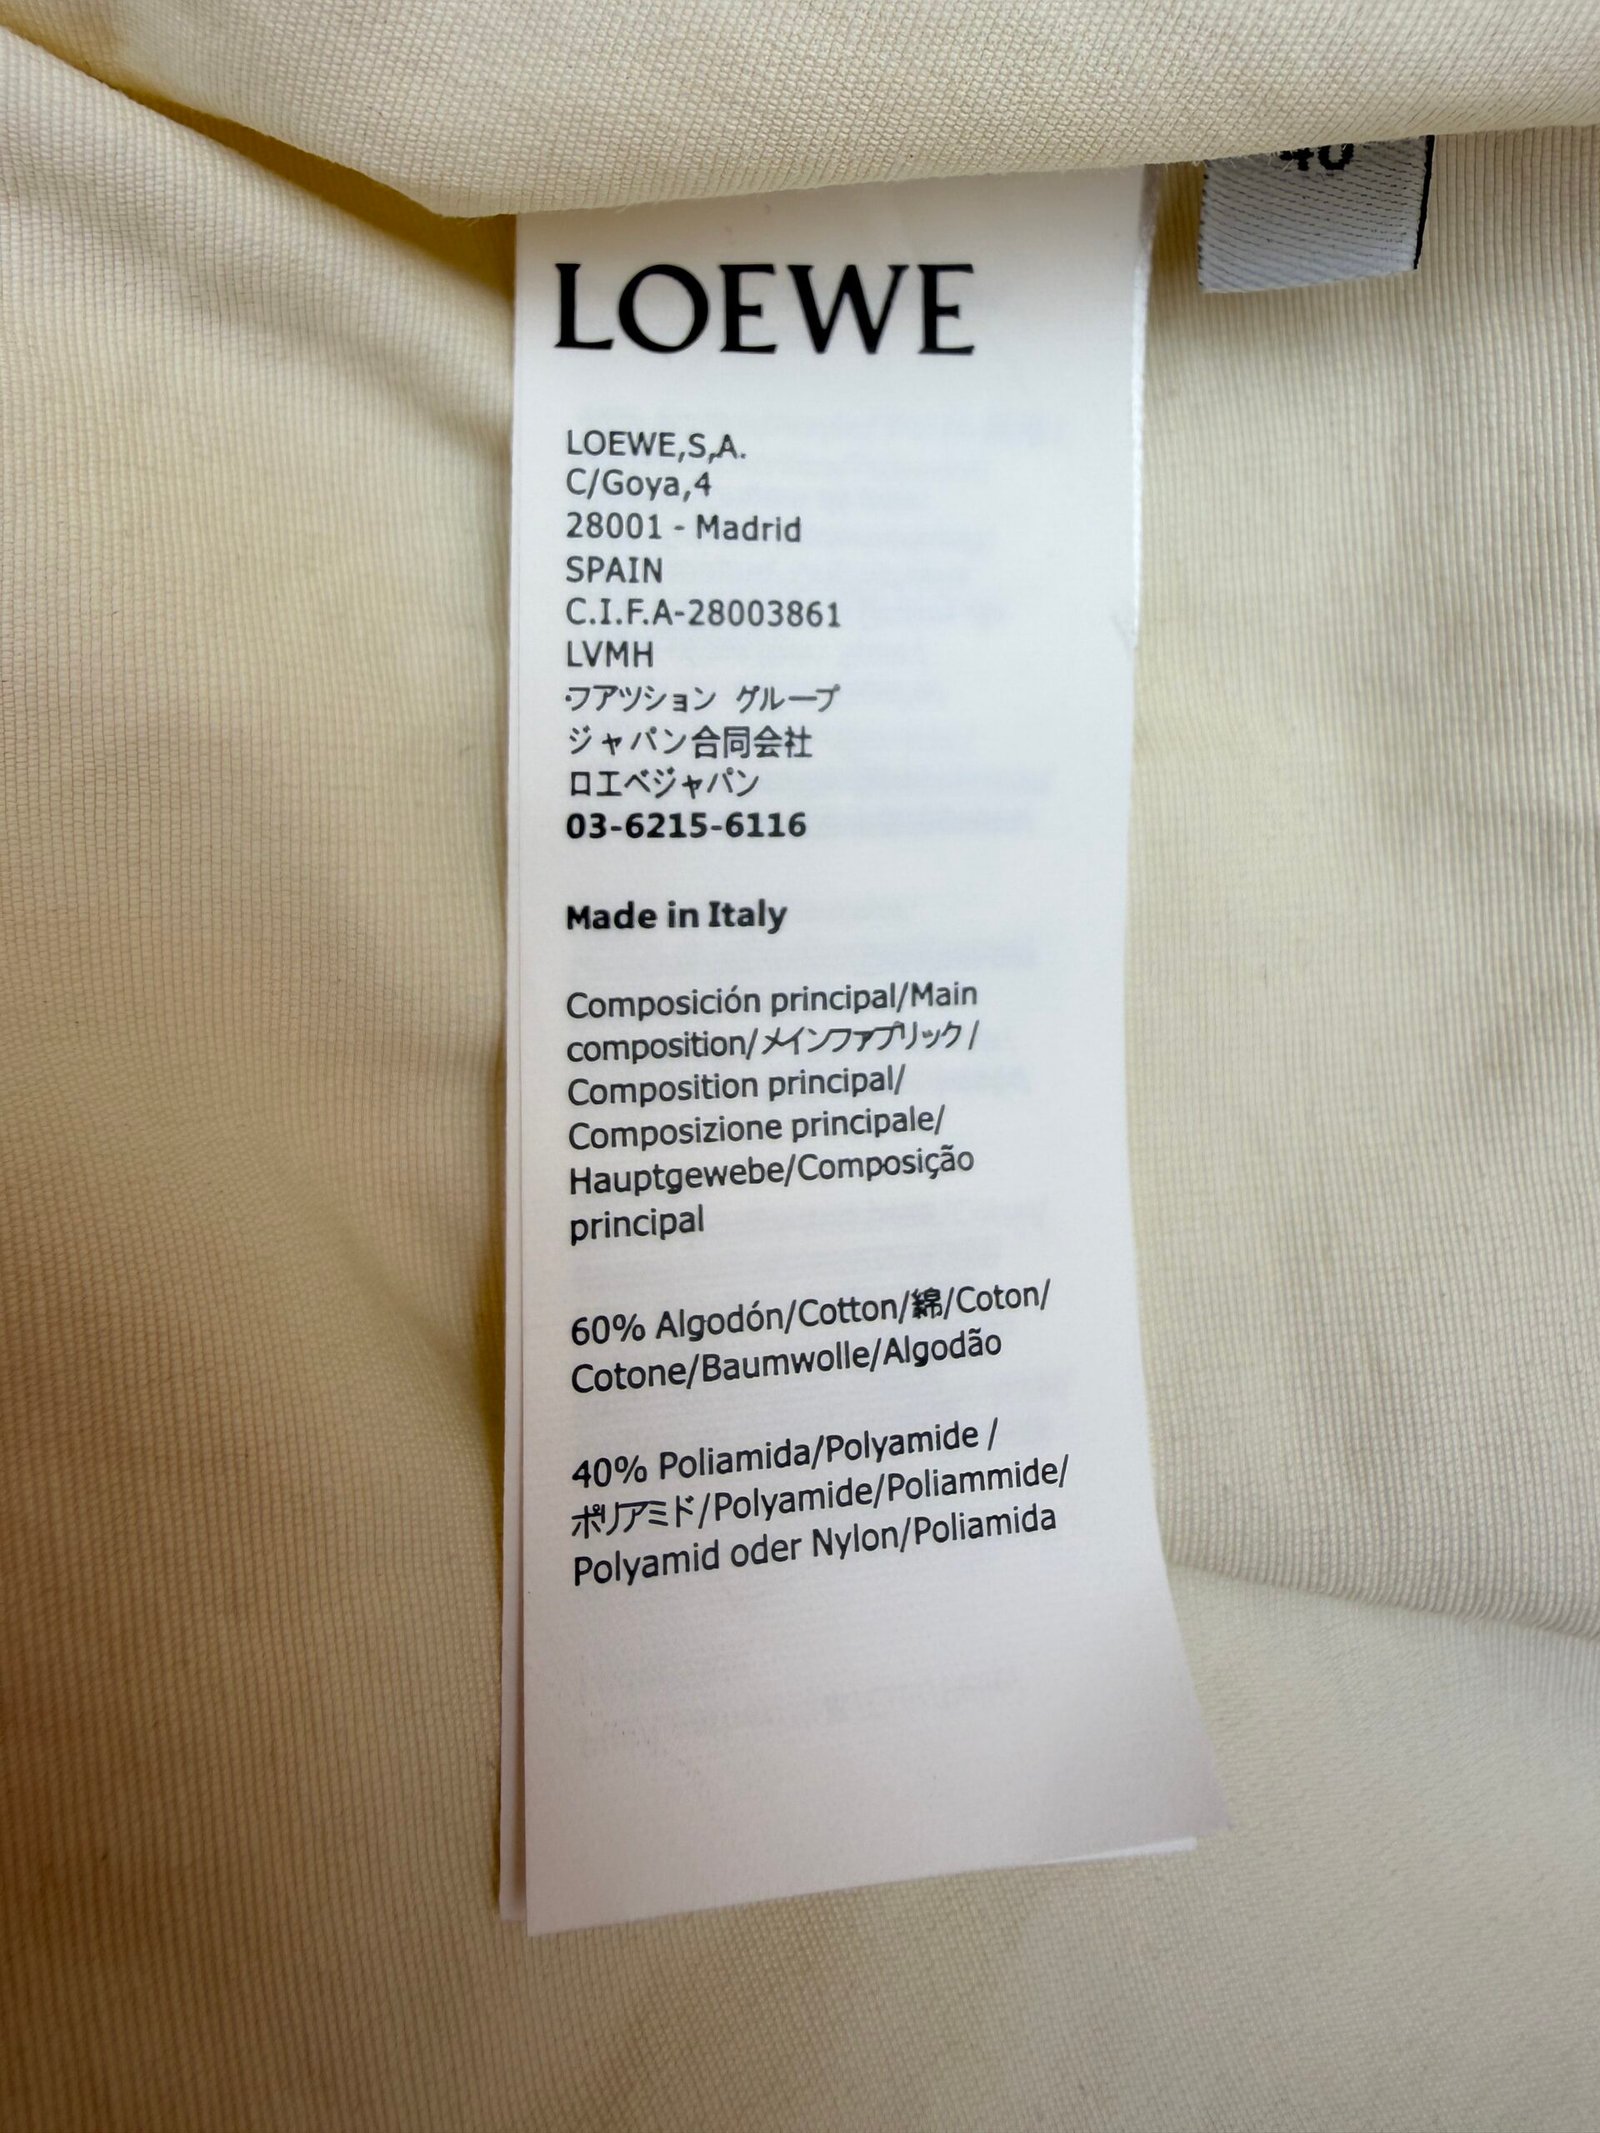 40
LOEWE
LOEWE,S,A.
C/Goya,4
28001 - Madrid
SPAIN
C.I.F.A-28003861
LVMH
・フアツション グループ
ジャパン合同会社
ロエベジャパン
03-6215-6116
Made in Italy
Composición principal/Main
composition/メインファブリック/
Composition principal/
Composizione principale/
Hauptgewebe/Composição
principal
60% Algodón/Cotton/綿/Coton/
Cotone/Baumwolle/Algodão
40% Poliamida/Polyamide /
ポリアミド/Polyamide/Poliammide/
Polyamid oder Nylon/Poliamida